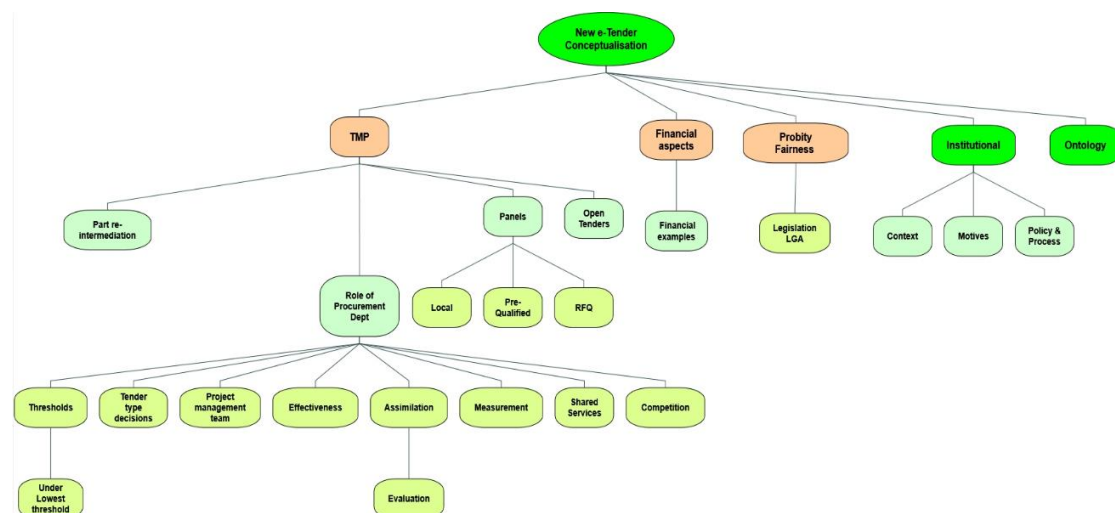 New e-Tender
Conceptualisation
TMP
Financial
aspects
Probity
Fairness
Institutional
Ontology
Part re-
intermediation
Panels
Open
Tenders
Financial
examples
Legislation
LGA
Context
Motives
Policy &
Process
Role of
Procurement
Dept
Local
Pre-
Qualified
RFQ
Thresholds
Tender
type
decisions
Project
management
team
Effectiveness
Assimilation
Measurement
Shared
Services
Competition
Under
Lowest
threshold
Evaluation